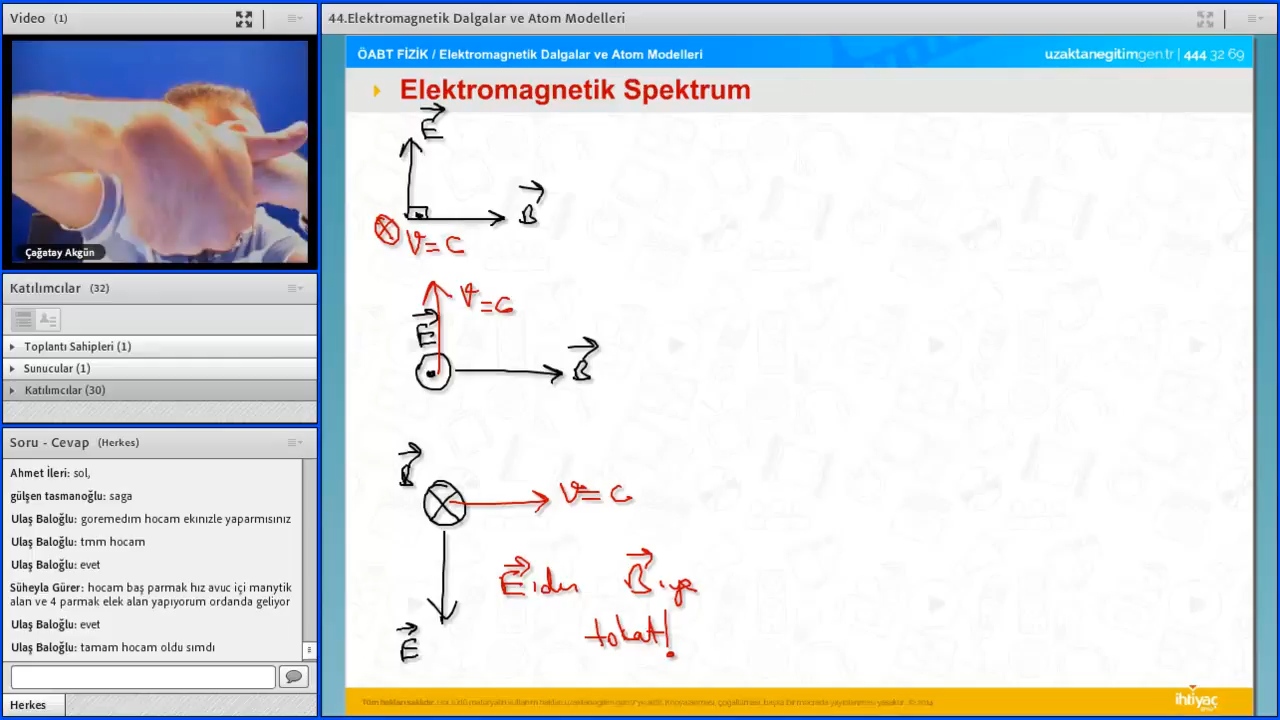 Video (1)
Çağatay Akgün
Katılımcılar (32)
Toplantı Sahipleri (1)
Sunucular (1)
Katılımcılar (30)
Soru - Cevap (Herkes)
Ahmet İleri: sol,
gülşen tasmanoğlu: saga
Ulaş Baloğlu: goremedım hocam ekınızle yaparmısınız
Ulaş Baloğlu: tmm hocam
Ulaş Baloğlu: evet
Süheyla Gürer: hocam baş parmak hız avuc içi manytik
alan ve 4 parmak elek alan yapıyorum ordanda geliyor
Ulaş Baloğlu: evet
Ulaş Baloğlu: tamam hocam oldu sımdı
Herkes
44.Elektromagnetik Dalgalar ve Atom Modelleri
ÖABT FİZİK / Elektromagnetik Dalgalar ve Atom Modelleri
uzaktanegitimgen.tr | 444 32 69
Elektromagnetik Spektrum
E
B
V = C
V = C
E
B
B
V = C
E
E 'den B 'ye
tokat!
Tüm hakları saklıdır.
ihtiyaç